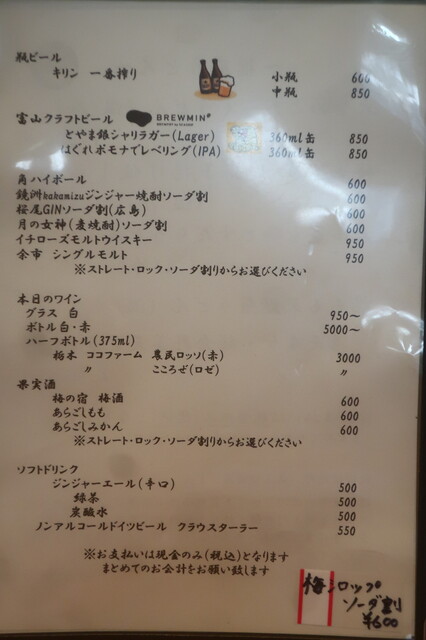 瓶ビール
キリン 一番搾り 小瓶 600
中瓶 850
富山クラフトビール BREWMIN'
とやま銀シャリラガー(Lager) 360ml缶 850
はぐれポモナでレベリング(IPA) 360ml缶 850
角ハイボール 600
鏡洲kakamizuジンジャー焼酎ソーダ割 600
桜尾GINソーダ割(広島) 600
月の女神(麦焼酎)ソーダ割 600
イチローズモルトウイスキー 950
余市 シングルモルト 950
※ストレート・ロック・ソーダ割りからお選びください
本日のワイン
グラス 白 950～
ボトル白・赤 5000～
ハーフボトル(375ml)
栃木 ココファーム 農民ロッソ(赤) 3000
〃 こころぜ(ロゼ) 〃
果実酒
梅の宿 梅酒 600
あらごしもも 600
あらごしみかん 600
※ストレート・ロック・ソーダ割りからお選びください
ソフトドリンク
ジンジャーエール(辛口) 500
緑茶 500
炭酸水 500
ノンアルコールドイツビール クラウスターラー 550
※お支払いは現金のみ(税込)となります
まとめてのお会計をお願い致します
梅シロップ
ソーダ割
¥600